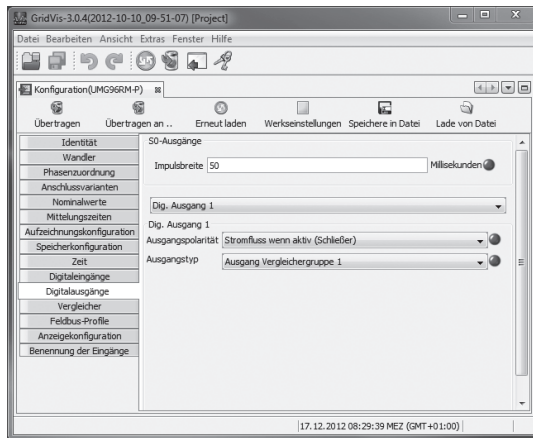 GridVis-3.0.4(2012-10-10_09-51-07) [Project]
Datei Bearbeiten Ansicht Extras Fenster Hilfe
Konfiguration(UMG96RM-P)
Übertragen Übertragen an .. Erneut laden Werkseinstellungen Speichere in Datei Lade von Datei
Identität
Wandler
Phasenzuordnung
Anschlussvarianten
Nominalwerte
Mittelungszeiten
Aufzeichnungskonfiguration
Speicherkonfiguration
Zeit
Digitaleingänge
Digitalausgänge
Vergleicher
Feldbus-Profile
Anzeigekonfiguration
Benennung der Eingänge
S0-Ausgänge
Impulsbreite 50 Millisekunden
Dig. Ausgang 1
Dig. Ausgang 1
Ausgangspolarität Stromfluss wenn aktiv (Schließer)
Ausgangstyp Ausgang Vergleichergruppe 1
17.12.2012 08:29:39 MEZ (GMT+01:00)